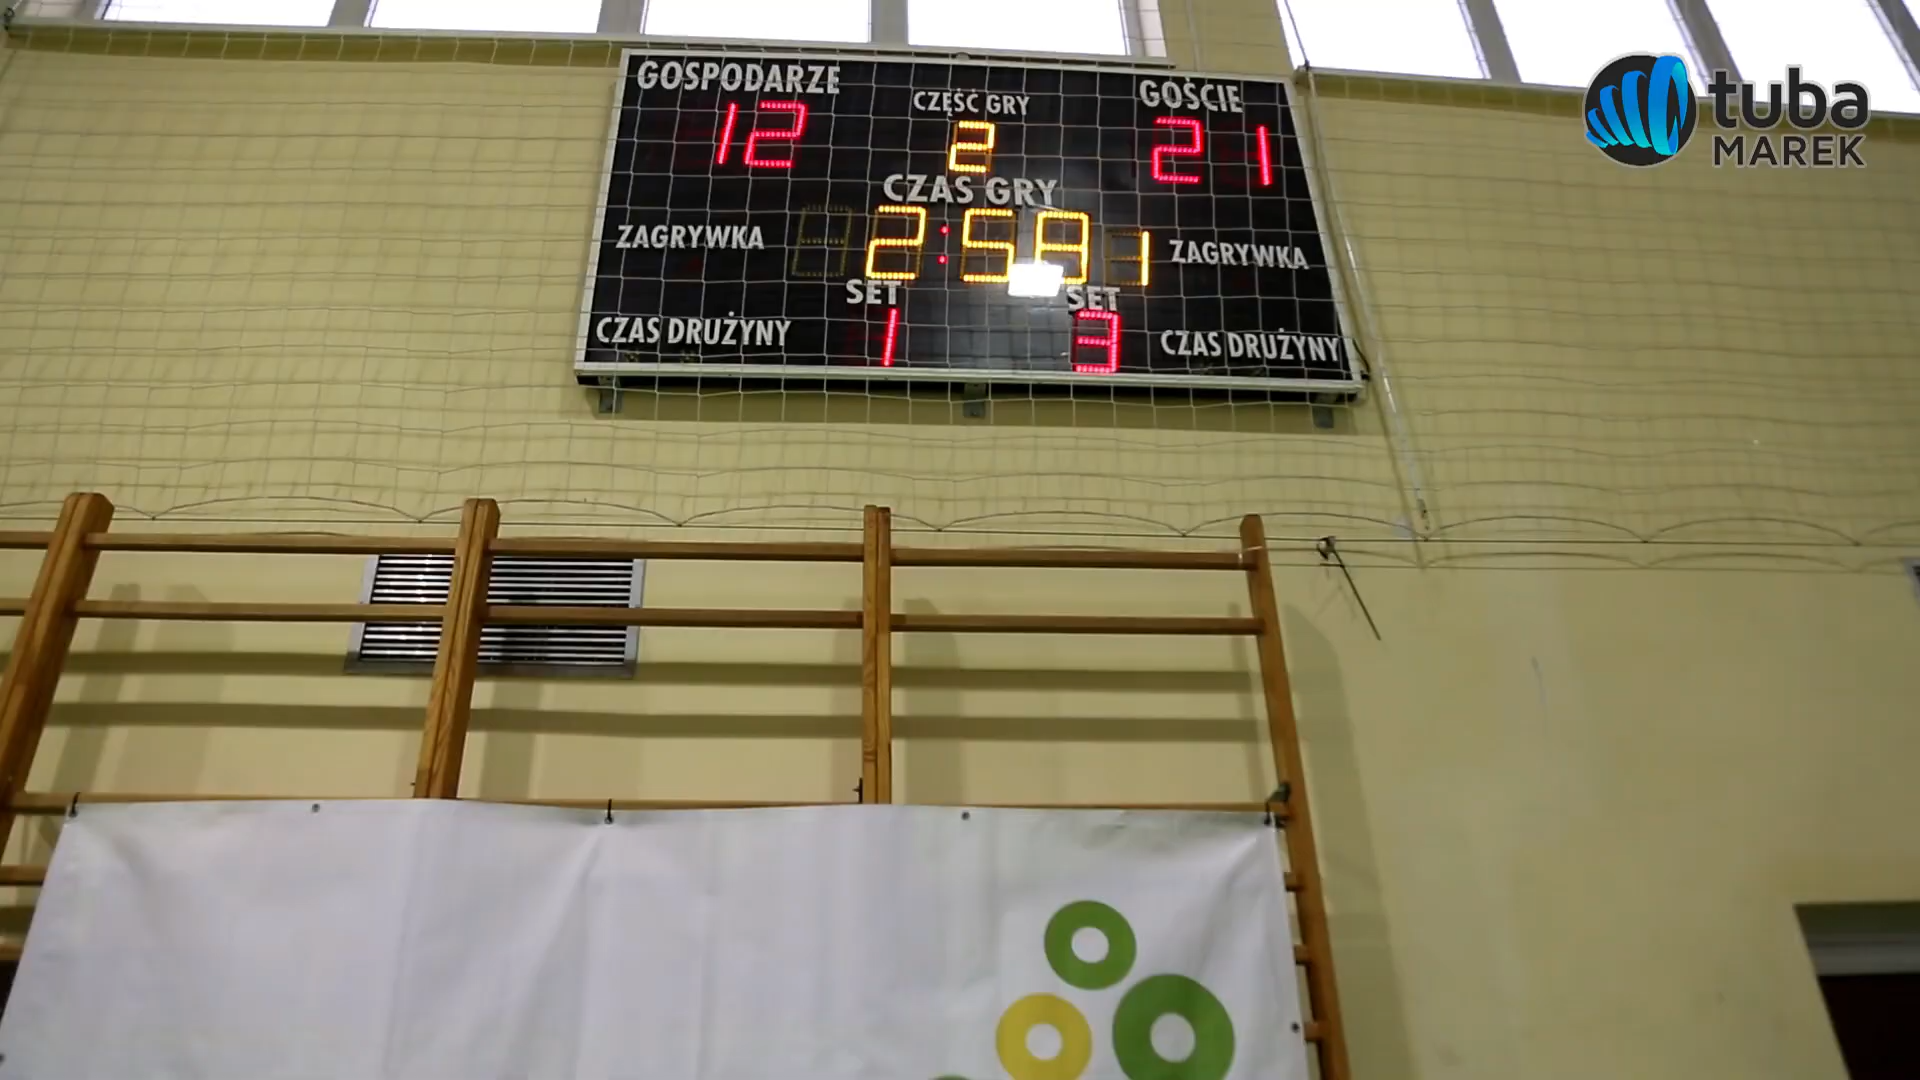 GOSPODARZE
CZĘŚĆ GRY
GOŚCIE
12
2
21
CZAS GRY
ZAGRYWKA
2:58
1
ZAGRYWKA
SET
SET
CZAS DRUŻYNY
1
3
CZAS DRUŻYNY
tuba
MAREK